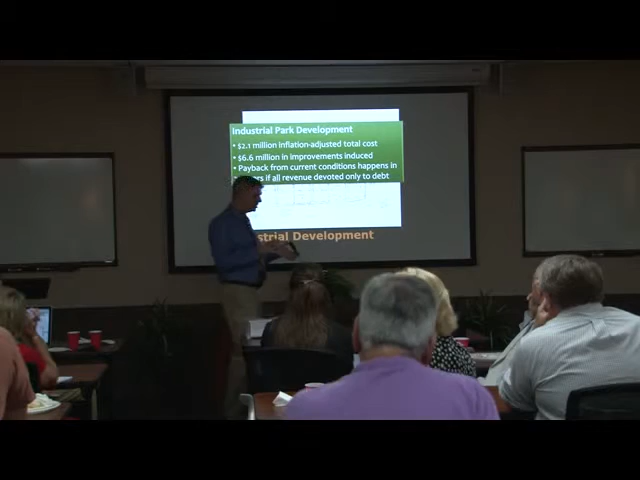 Industrial Park Development
• $2.1 million inflation-adjusted total cost
• $6.6 million in improvements induced
• Payback from current conditions happens in
rs if all revenue devoted only to debt
strial Development